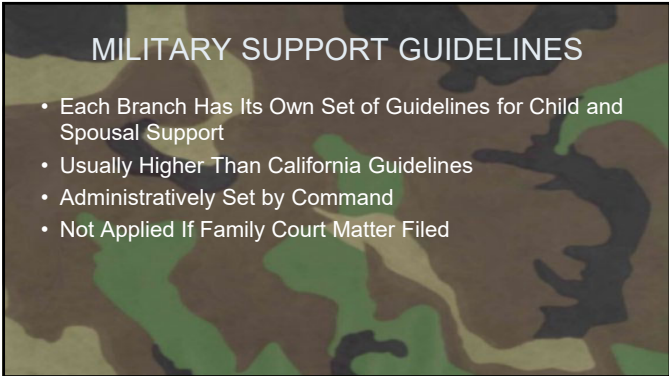 MILITARY SUPPORT GUIDELINES
• Each Branch Has Its Own Set of Guidelines for Child and
Spousal Support
• Usually Higher Than California Guidelines
• Administratively Set by Command
• Not Applied If Family Court Matter Filed